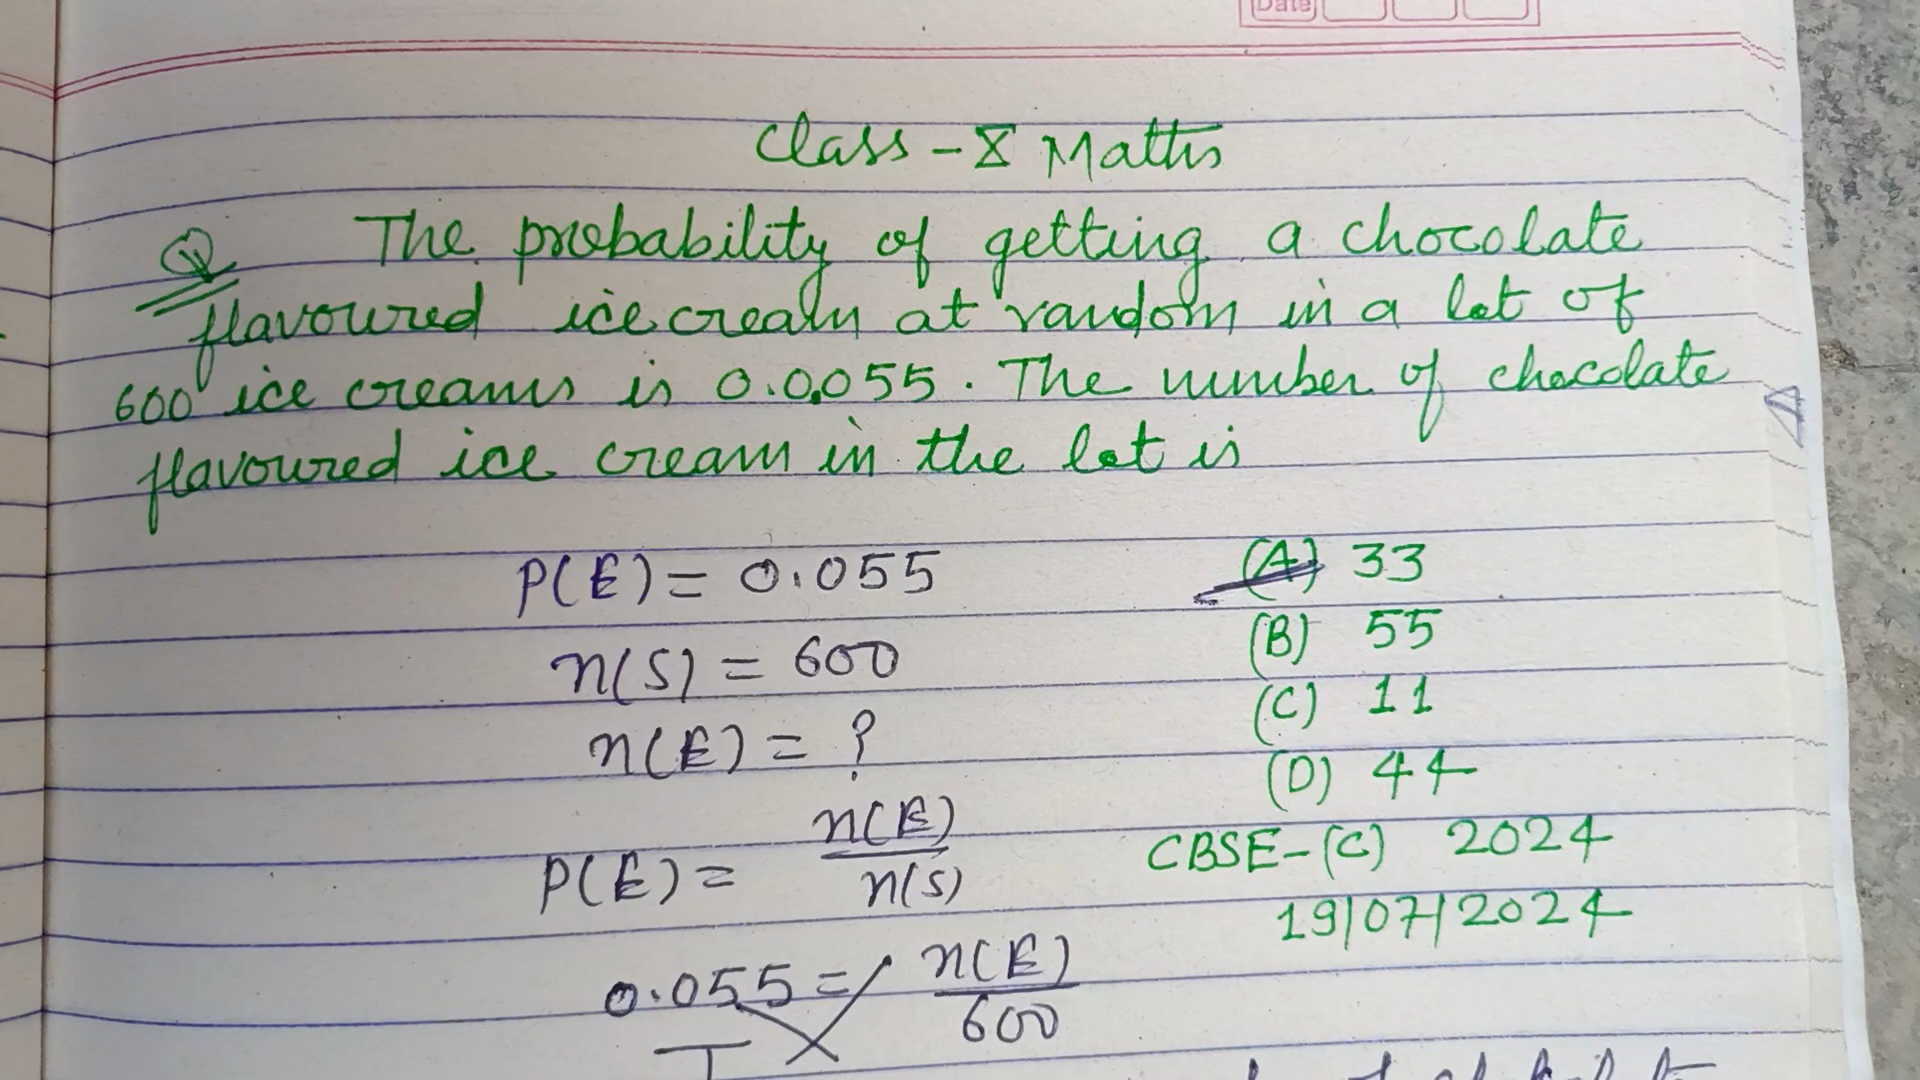 Date
Class - X Maths
Q The probability of getting a chocolate
flavoured ice cream at random in a lot of
600 ice creams is 0.055. The number of chocolate
flavoured ice cream in the lot is
P(E) = 0.055
(A) 33
n(S) = 600
(B) 55
n(E) = ?
(C) 11
(D) 44
P(E) = n(E)/n(S)
CBSE-(C) 2024
19/07/2024
0.055 = n(E)/600